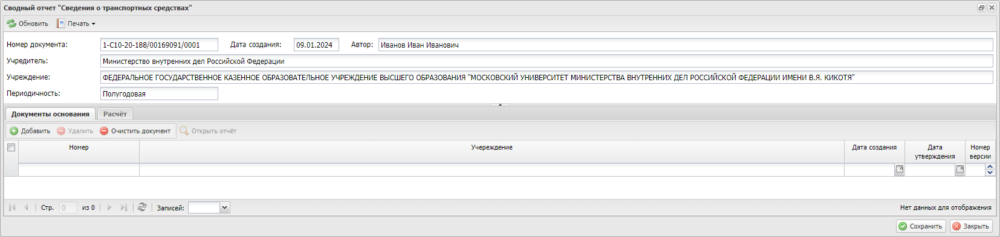 Сводный отчет "Сведения о транспортных средствах"
Обновить Печать
Номер документа: 1-С10-20-188/00169091/0001 Дата создания: 09.01.2024 Автор: Иванов Иван Иванович
Учредитель: Министерство внутренних дел Российской Федерации
Учреждение: ФЕДЕРАЛЬНОЕ ГОСУДАРСТВЕННОЕ КАЗЕННОЕ ОБРАЗОВАТЕЛЬНОЕ УЧРЕЖДЕНИЕ ВЫСШЕГО ОБРАЗОВАНИЯ "МОСКОВСКИЙ УНИВЕРСИТЕТ МИНИСТЕРСТВА ВНУТРЕННИХ ДЕЛ РОССИЙСКОЙ ФЕДЕРАЦИИ ИМЕНИ В.Я. КИКОТЯ"
Периодичность: Полугодовая
Документы основания Расчёт
Добавить Удалить Очистить документ Открыть отчёт
Номер Учереждение Дата создания Дата утверждения Номер версии
Стр. 0 из 0 Записей: Нет данных для отображения
Сохранить Закрыть